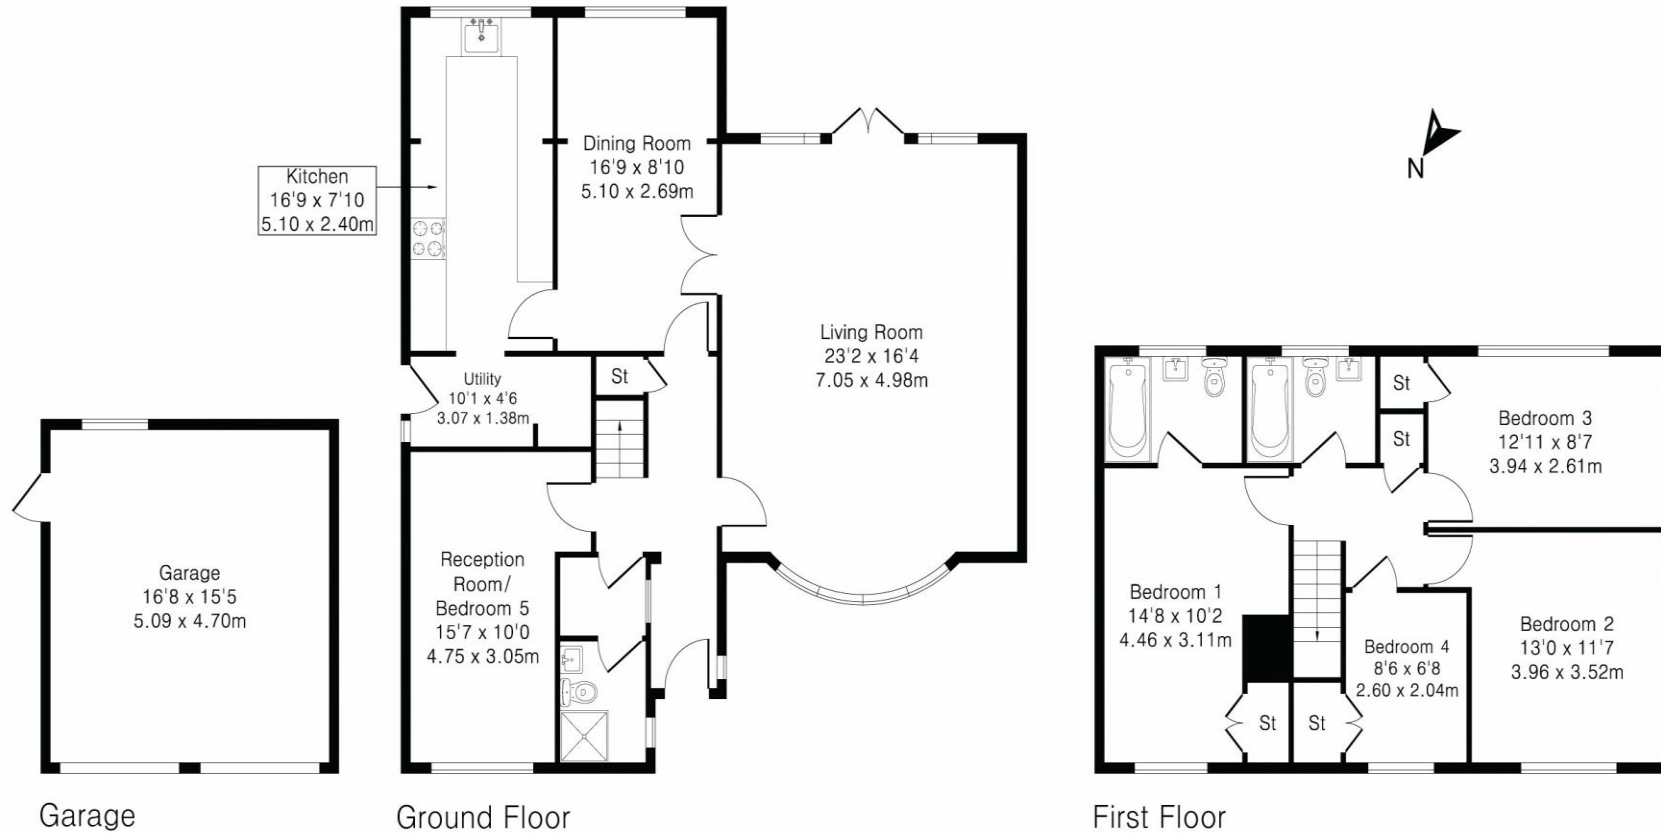 Kitchen
16'9 x 7'10
5.10 x 2.40m
Dining Room
16'9 x 8'10
5.10 x 2.69m
N
Living Room
23'2 x 16'4
7.05 x 4.98m
Utility
10'1 x 4'6
3.07 x 1.38m
St
Garage
16'8 x 15'5
5.09 x 4.70m
Reception
Room/
Bedroom 5
15'7 x 10'0
4.75 x 3.05m
St
St
Bedroom 3
12'11 x 8'7
3.94 x 2.61m
Bedroom 1
14'8 x 10'2
4.46 x 3.11m
Bedroom 4
8'6 x 6'8
2.60 x 2.04m
Bedroom 2
13'0 x 11'7
3.96 x 3.52m
St
St
Garage
Ground Floor
First Floor